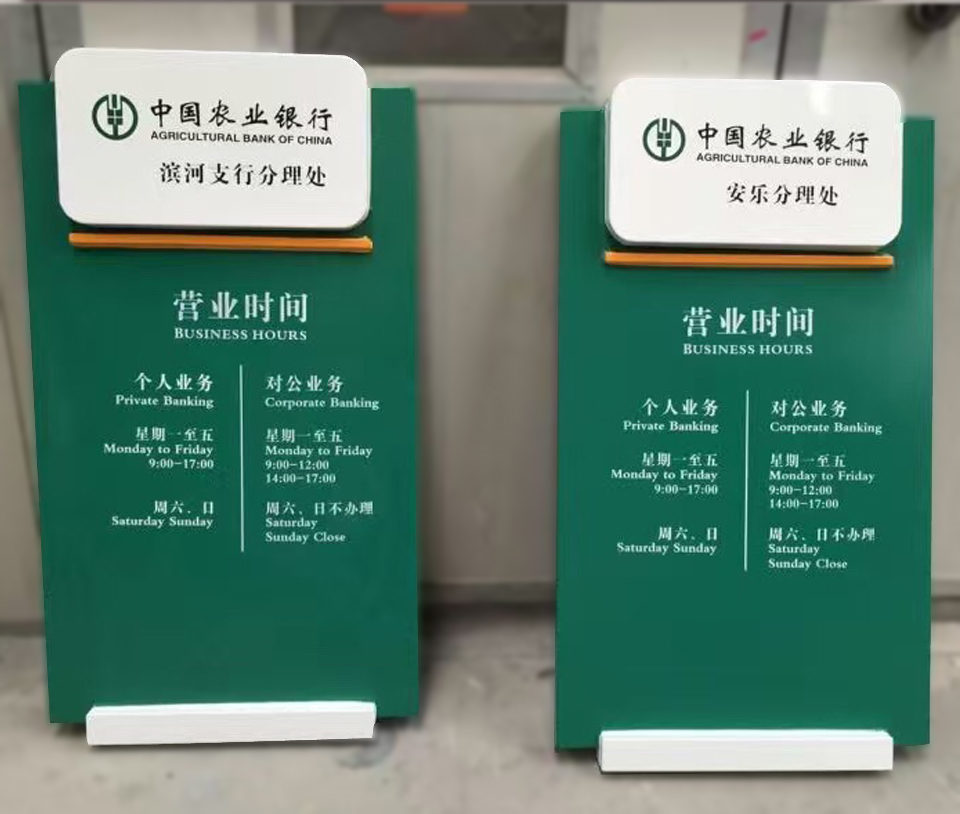 中国农业银行
AGRICULTURAL BANK OF CHINA
滨河支行分理处
营业时间
BUSINESS HOURS
个人业务
Private Banking
星期一至五
Monday to Friday
9:00-17:00
周六、日
Saturday Sunday
对公业务
Corporate Banking
星期一至五
Monday to Friday
9:00-12:00
14:00-17:00
周六、日不办理
Saturday
Sunday Close
中国农业银行
AGRICULTURAL BANK OF CHINA
安乐分理处
营业时间
BUSINESS HOURS
个人业务
Private Banking
星期一至五
Monday to Friday
9:00-17:00
周六、日
Saturday Sunday
对公业务
Corporate Banking
星期一至五
Monday to Friday
9:00-12:00
14:00-17:00
周六、日不办理
Saturday
Sunday Close